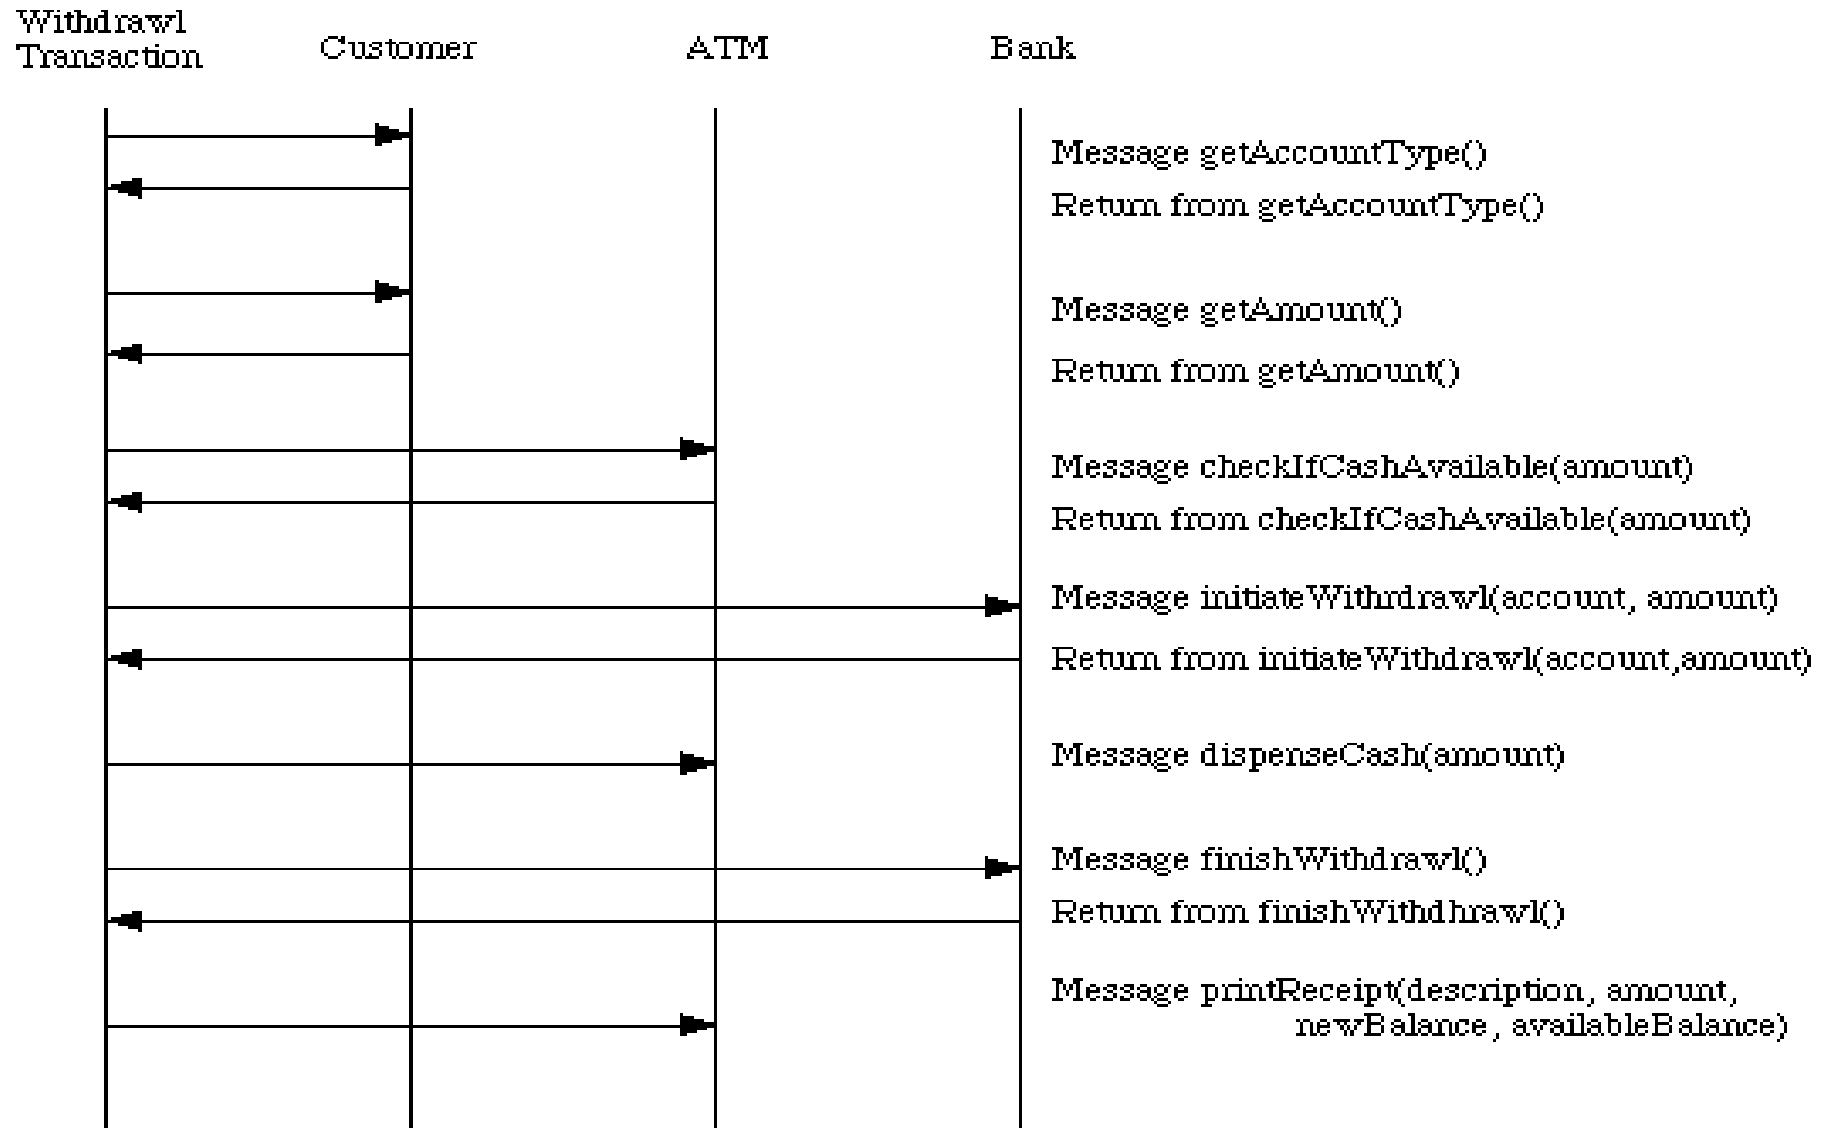 Withdrawl
Transaction
Customer
ATM
Bank
Message getAccountType()
Return from getAccountType()
Message getAmount()
Return from getAmount()
Message checkIfCashAvailable(amount)
Return from checkIfCashAvailable(amount)
Message initiateWithrdrawl(account, amount)
Return from initiateWithdrawl(account,amount)
Message dispenseCash(amount)
Message finishWithdrawl()
Return from finishWithdhrawl()
Message printReceipt(description, amount,
newBalance, availableBalance)